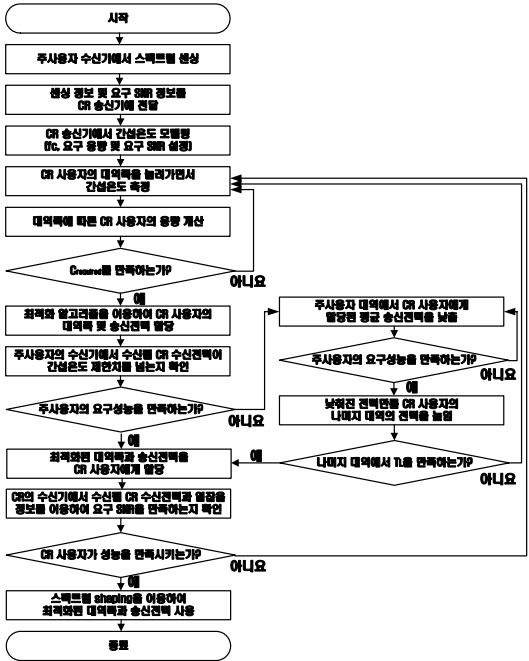 시작
주사용자 수신기에서 스펙트럼 센싱
센싱 정보 및 요구 SNR 정보를
CR 송신기에 전달
CR 송신기에서 간섭온도 모델링
(fc, 요구 용량 및 요구 SNR 설정)
CR 사용자의 대역폭을 늘려가면서
간섭온도 측정
대역폭에 따른 CR 사용자의 용량 계산
Crequired를 만족하는가?
아니요
예
최적화 알고리즘을 이용하여 CR 사용자의
대역폭 및 송신전력 할당
주사용자의 수신기에서 수신될 CR 수신전력이
간섭온도 제한치를 넘는지 확인
주사용자의 요구성능을 만족하는가?
아니요
예
주사용자 대역에서 CR 사용자에게
할당된 평균 송신전력을 낮춤
주사용자의 요구성능을 만족하는가?
아니요
예
낮춰진 전력만큼 CR 사용자의
나머지 대역의 전력을 높임
나머지 대역에서 TL을 만족하는가?
예
아니요
최적화된 대역폭과 송신전력을
CR 사용자에게 할당
CR의 수신기에서 수신될 CR 수신전력과 열잡음
정보를 이용하여 요구 SNR을 만족하는지 확인
CR 사용자가 성능을 만족시키는가?
아니요
예
스펙트럼 shaping을 이용하여
최적화된 대역폭과 송신전력 사용
종료